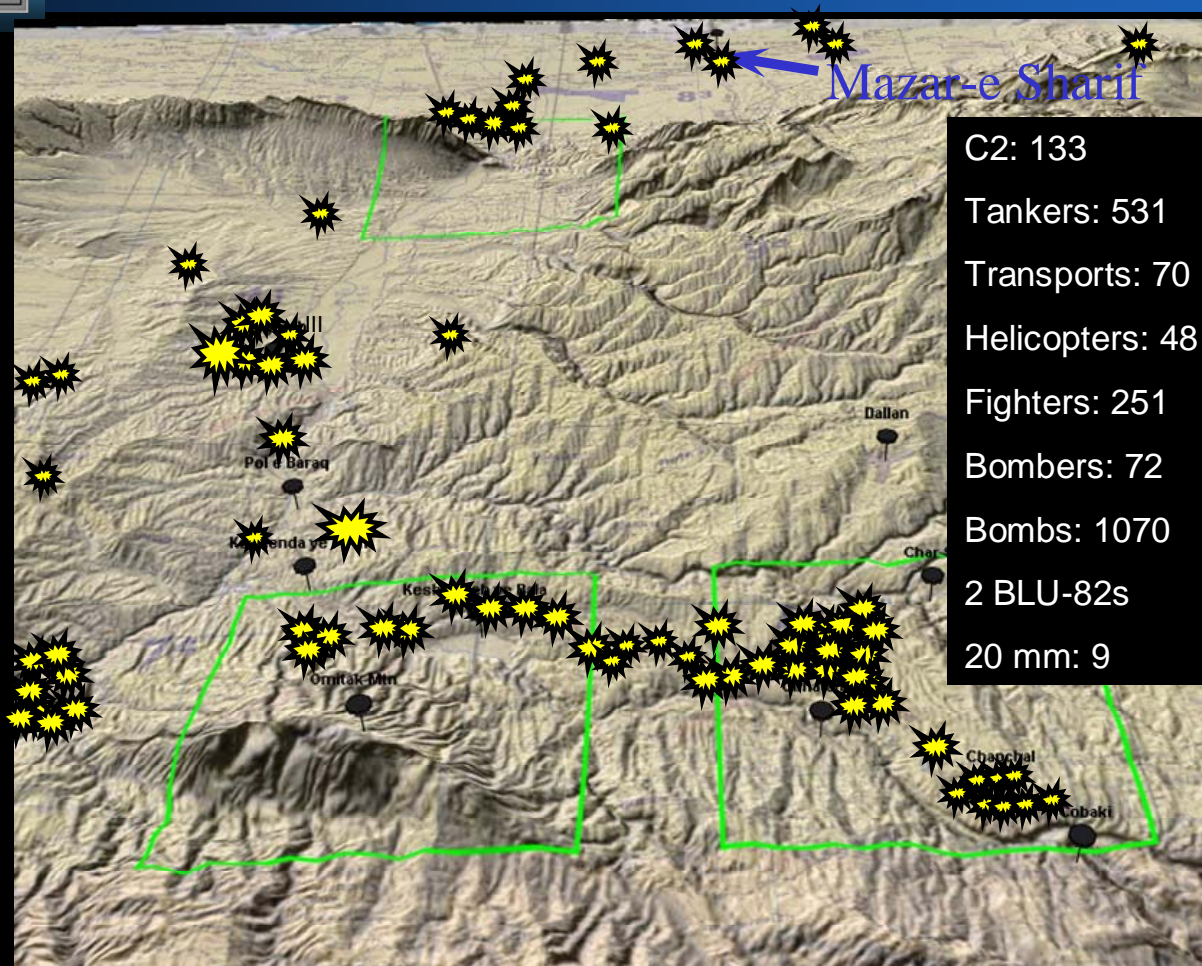 Mazar-e Sharif
C2: 133
Tankers: 531
Transports: 70
Helicopters: 48
Fighters: 251
Bombers: 72
Bombs: 1070
2 BLU-82s
20 mm: 9
Dallan
Pol e Baraq
Ornitak Mtn
Chapchal
Cobaki